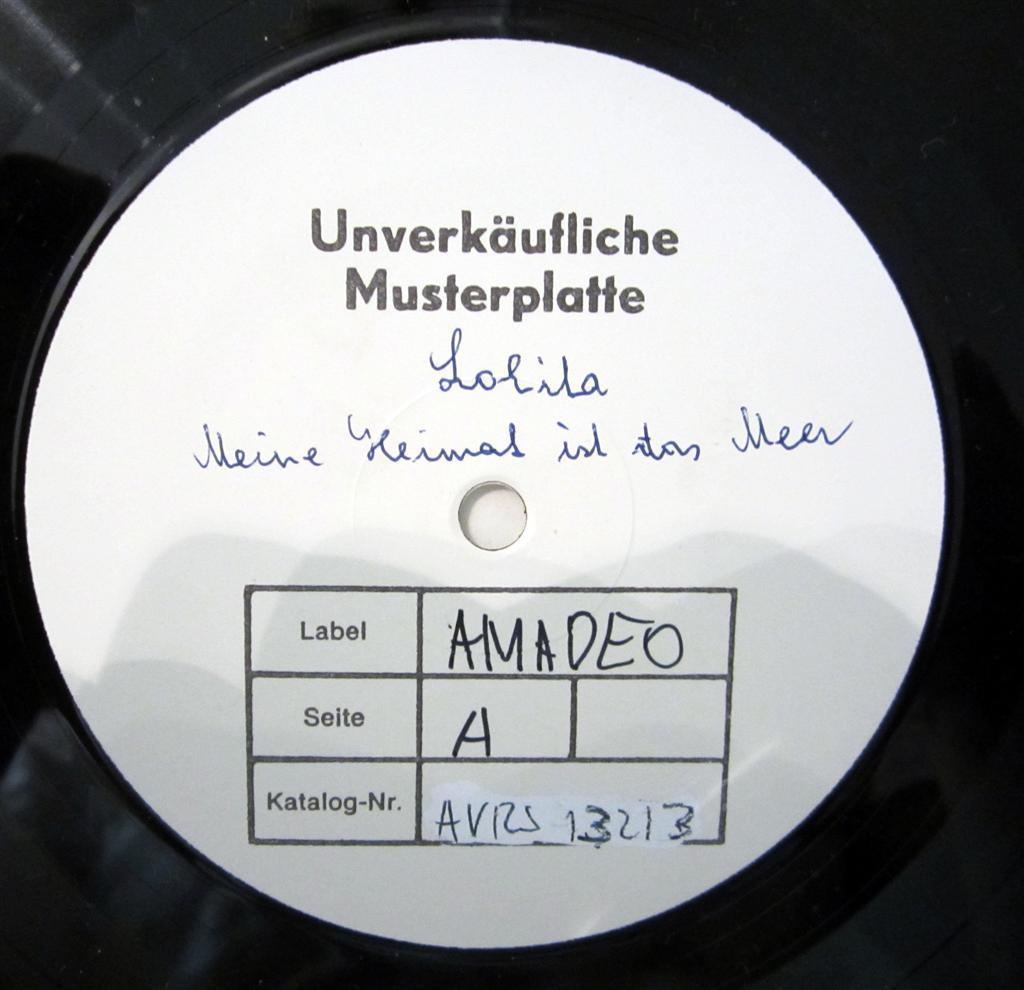 Unverkäufliche
Musterplatte
Lolita
Meine Heimat ist das Meer
Label AMADEO
Seite A
Katalog-Nr. AVRS 13213